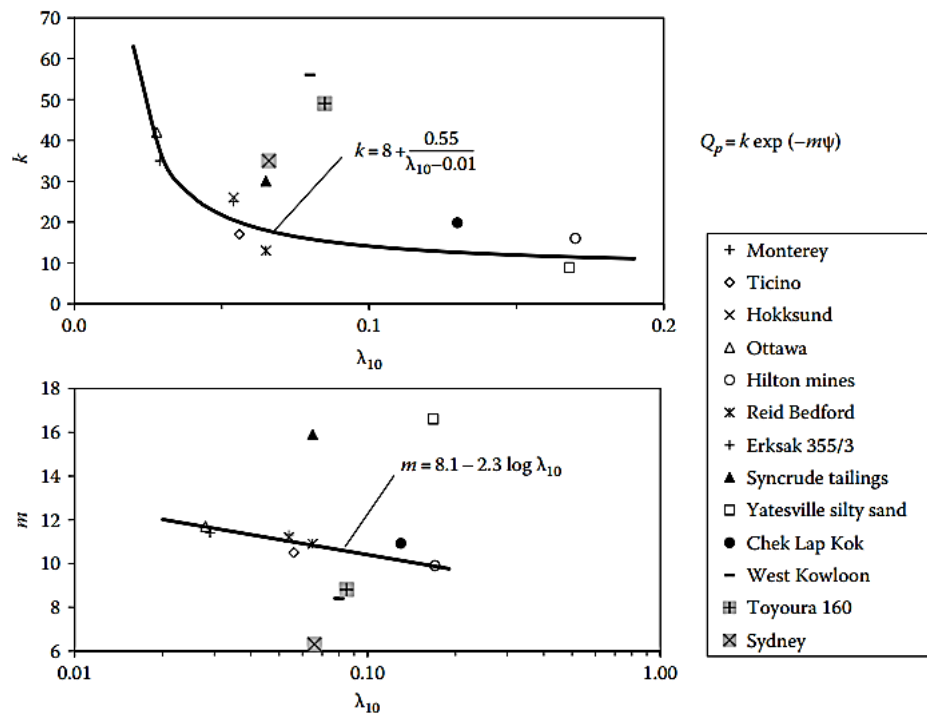 70
60
50
40
30
20
10
0
k
k = 8 + 0.55 / λ10–0.01
0.0
0.1
0.2
λ10
Qp = k exp (–mψ)
18
16
14
12
10
8
6
m
m = 8.1 – 2.3 log λ10
0.01
0.10
1.00
λ10
Monterey
Ticino
Hokksund
Ottawa
Hilton mines
Reid Bedford
Erksak 355/3
Syncrude tailings
Yatesville silty sand
Chek Lap Kok
West Kowloon
Toyoura 160
Sydney